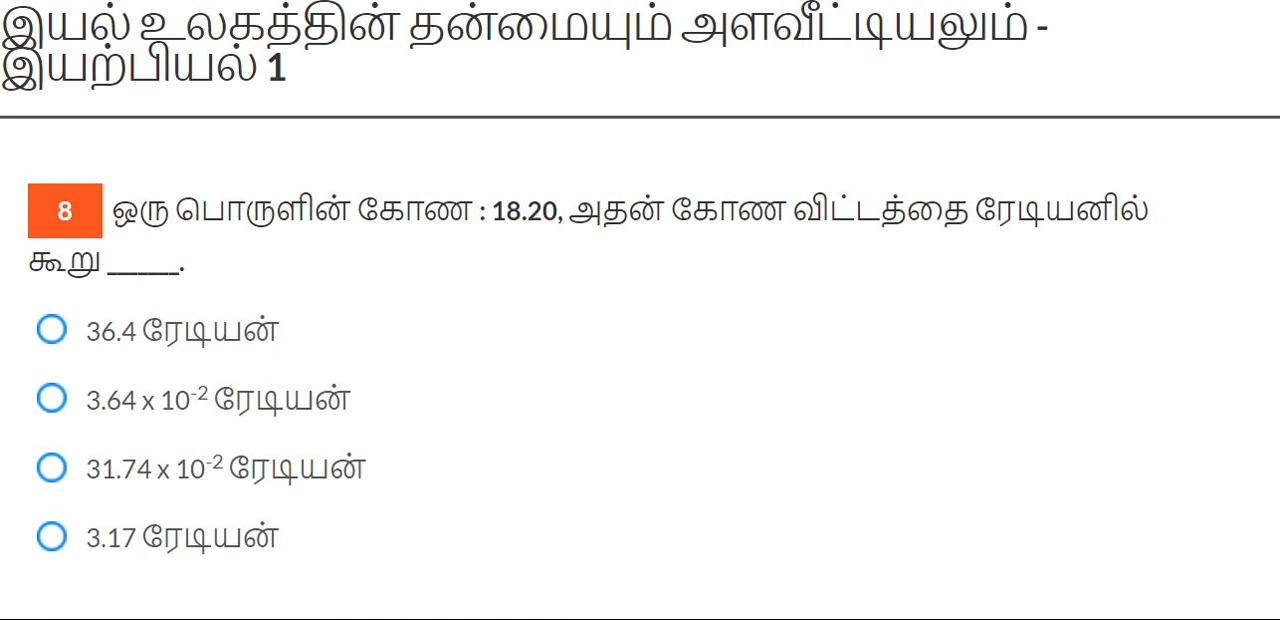 இயல் உலகத்தின் தன்மையும் அளவீட்டியலும் -
இயற்பியல் 1
8 ஒரு பொருளின் கோண : 18.20, அதன் கோண விட்டத்தை ரேடியனில்
கூறு ______.
36.4 ரேடியன்
3.64 x 10⁻² ரேடியன்
31.74 x 10⁻² ரேடியன்
3.17 ரேடியன்